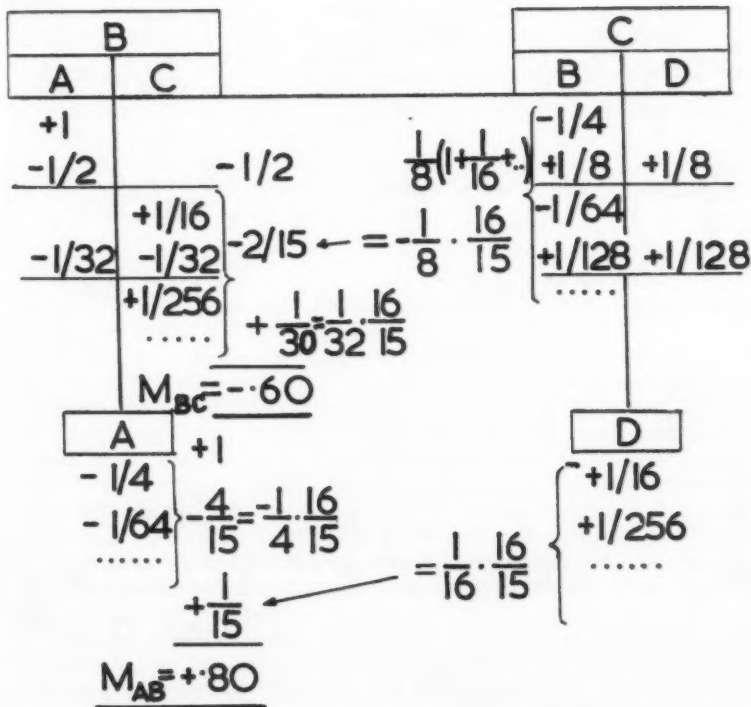 B
A C
+1
-1/2 -1/2
+1/16
-1/32 -1/32
+1/256
.....
-2/15 ← = -1/8 · 16/15
+ 1/30 = 1/32 · 16/15
M_BC = -·60
C
B D
1/8(1+1/16+..)
-1/4
+1/8 +1/8
-1/64
+1/128 +1/128
.....
A
+1
-1/4
-1/64
......
-4/15 = -1/4 · 16/15
+1/15
M_AB = +·80
D
+1/16
+1/256
......
= 1/16 · 16/15